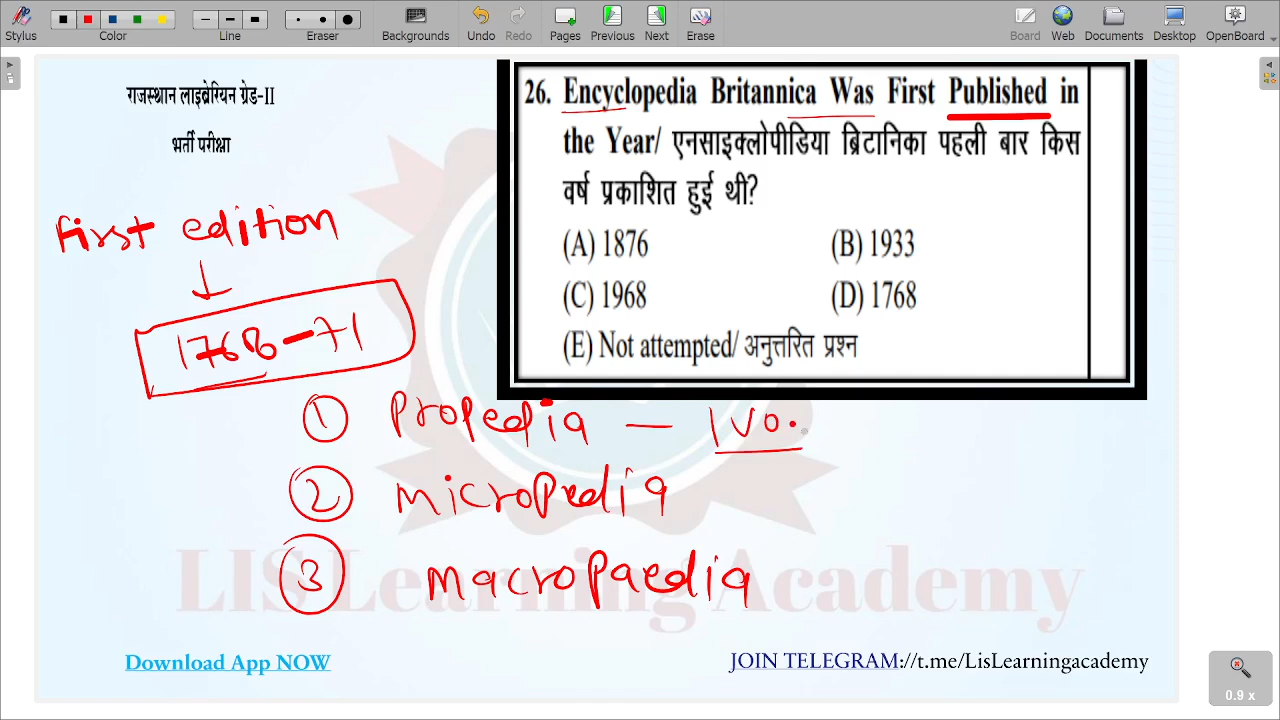 Stylus
Color
Line
Eraser
Backgrounds
Undo
Redo
Pages
Previous
Next
Erase
Board
Web
Documents
Desktop
OpenBoard
राजस्थान लाइब्रेरियन ग्रेड-II
भर्ती परीक्षा
26. Encyclopedia Britannica Was First Published in
the Year/ एनसाइक्लोपीडिया ब्रिटानिका पहली बार किस
वर्ष प्रकाशित हुई थी?
(A) 1876 (B) 1933
(C) 1968 (D) 1768
(E) Not attempted/ अनुत्तरित प्रश्न
First edition
1768-71
1 Propedia — 1 vo.
2 micropedia
3 macropaedia
LIS Learning Academy
Download App NOW
JOIN TELEGRAM://t.me/LisLearningacademy
0.9 x